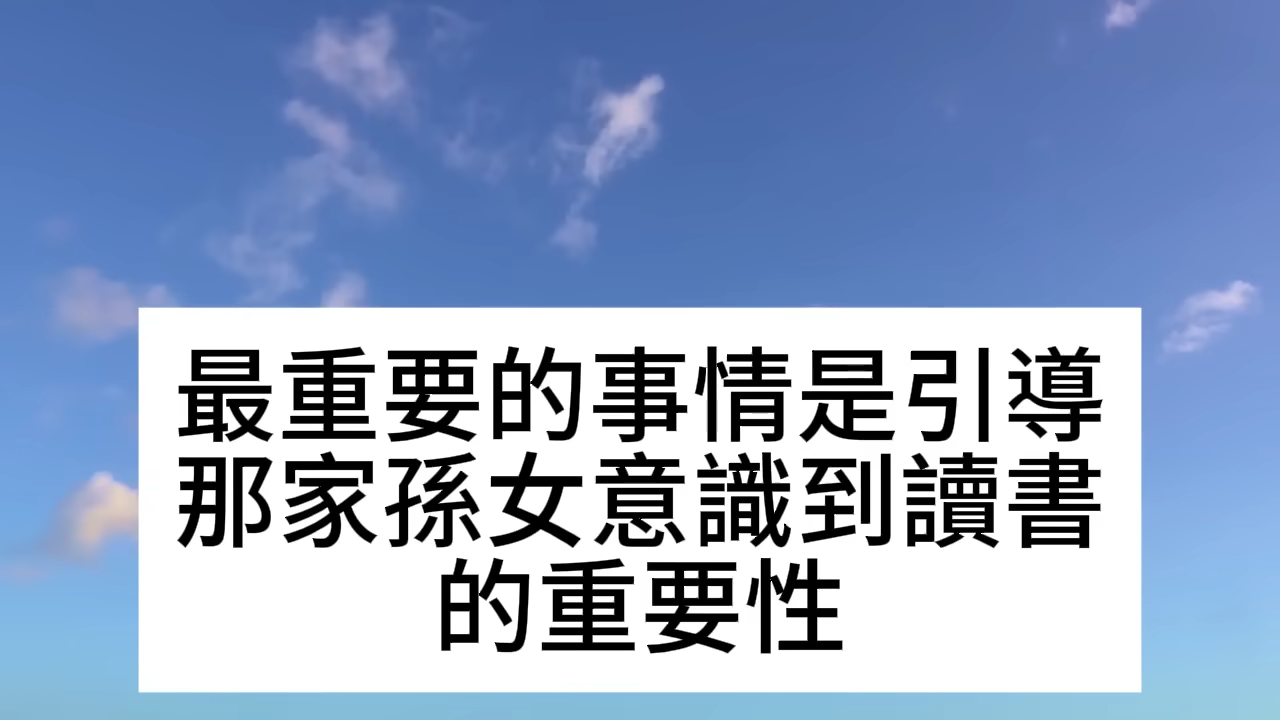 最重要的事情是引導
那家孫女意識到讀書
的重要性